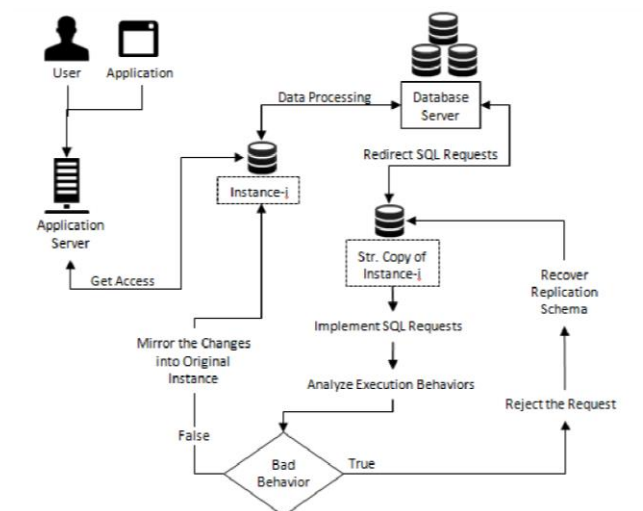 User
Application
Data Processing
Database
Server
Redirect SQL Requests
Instance-i
Application
Server
Get Access
Str. Copy of
Instance-i
Recover
Replication
Schema
Implement SQL Requests
Mirror the Changes
into Original
Instance
Analyze Execution Behaviors
Reject the Request
False
Bad
Behavior
True